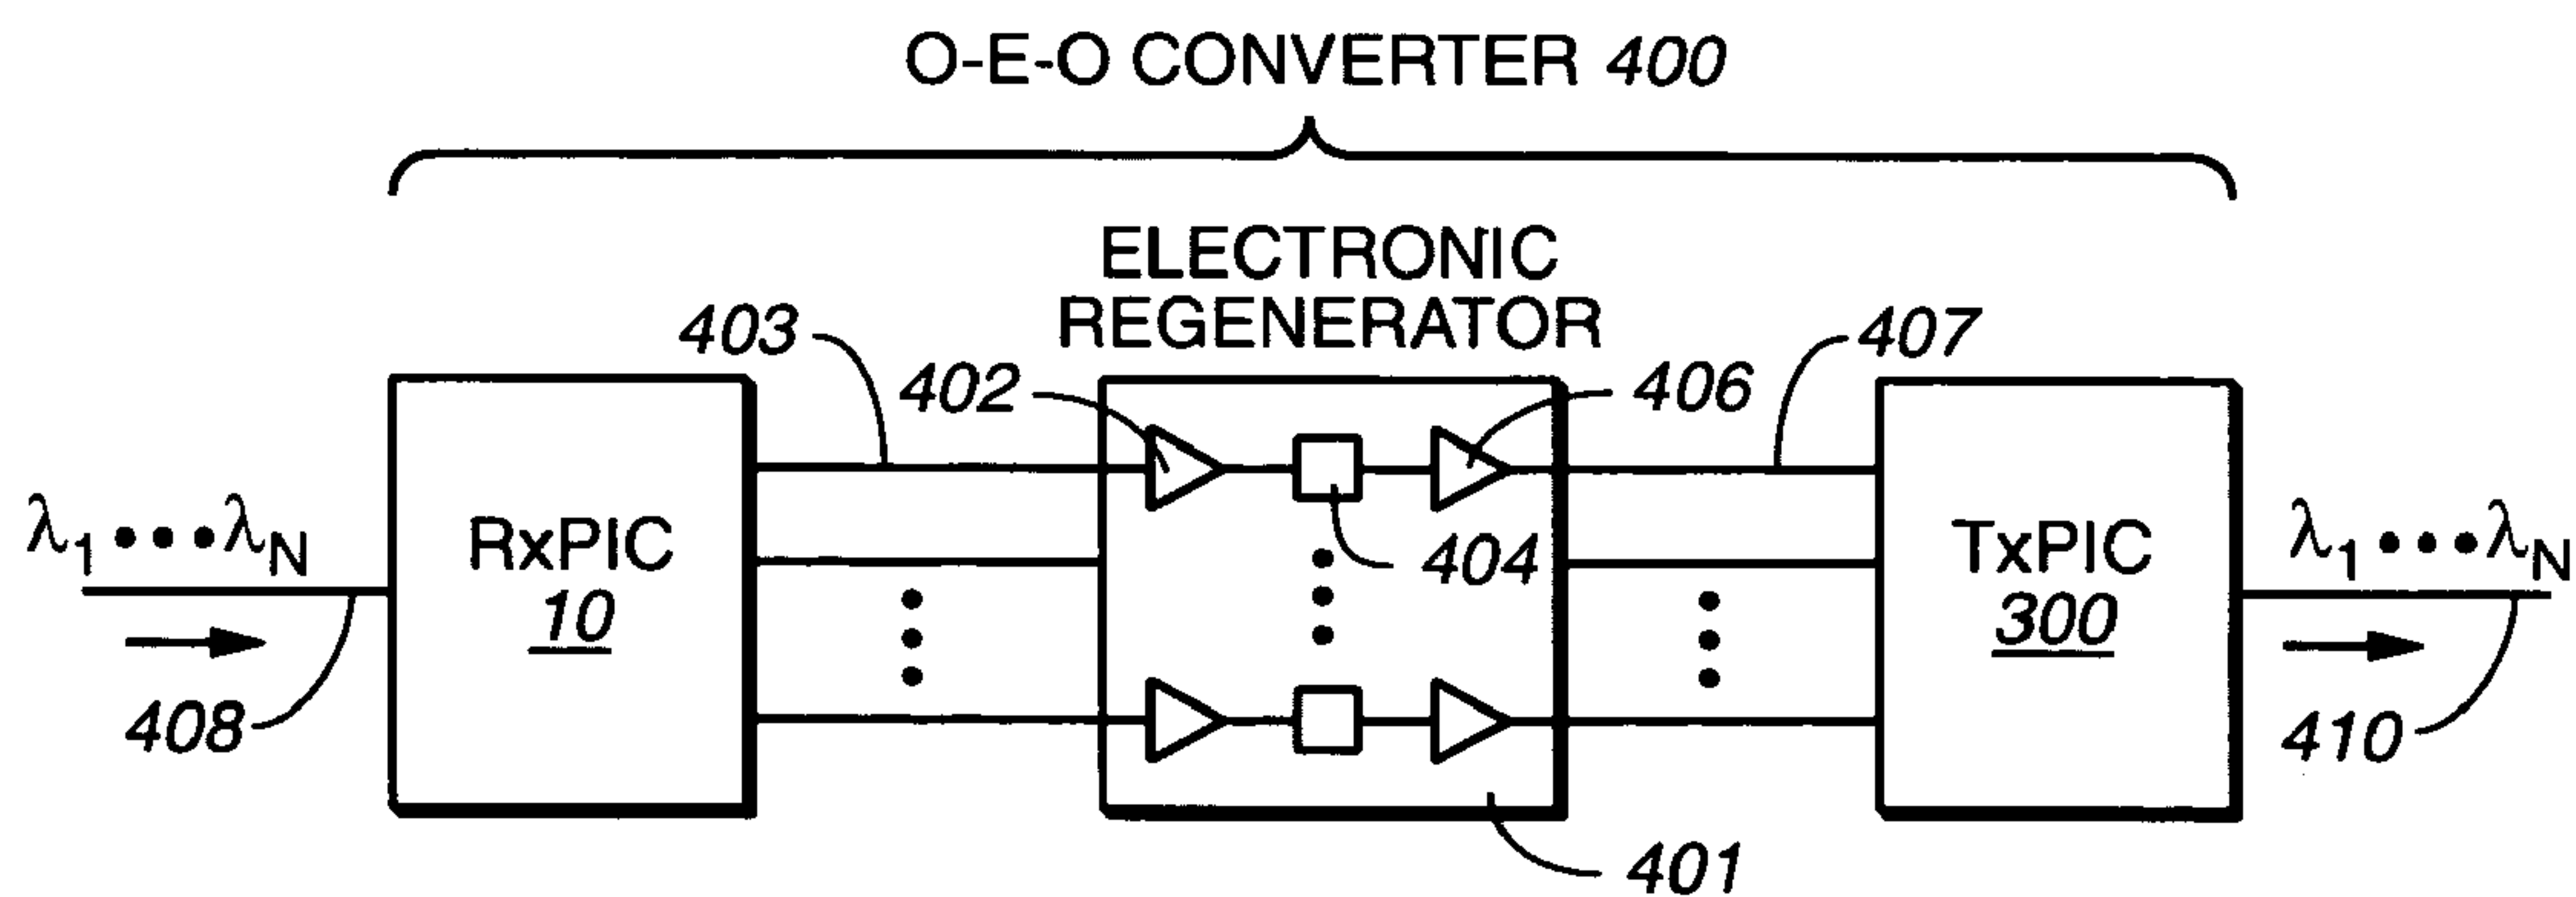 O-E-O CONVERTER 400
ELECTRONIC
REGENERATOR
403
402
406
407
λ1 • • • λN
RxPIC
10
404
TxPIC
300
λ1 • • • λN
408
410
401